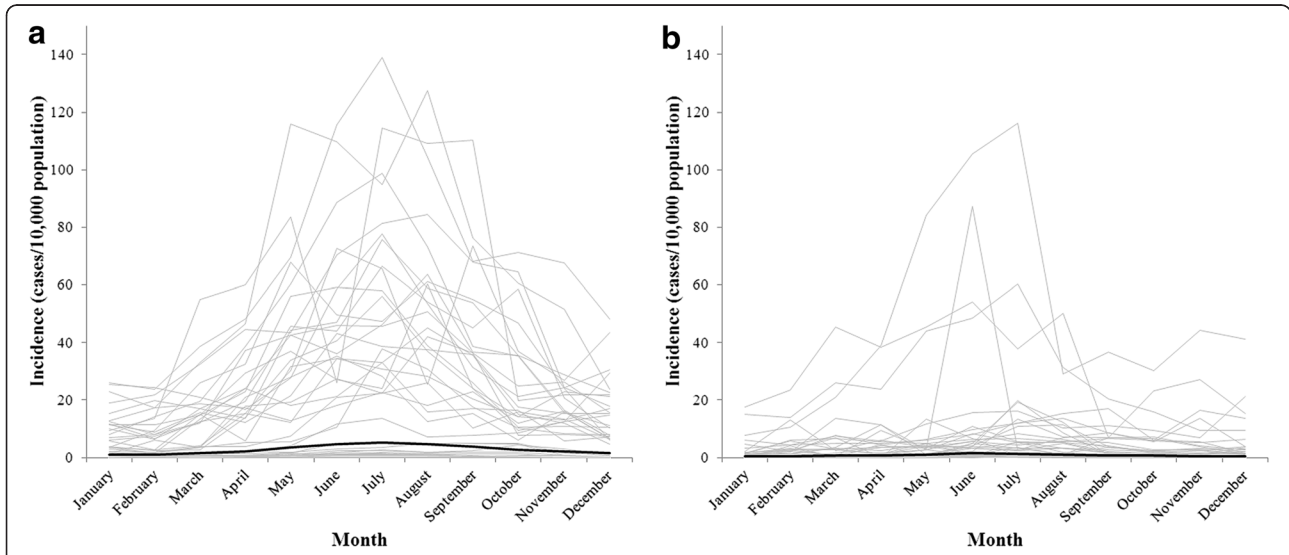 a
Incidence (cases/10,000 population)
140
120
100
80
60
40
20
0
January
February
March
April
May
June
July
August
September
October
November
December
Month
b
Incidence (cases/10,000 population)
140
120
100
80
60
40
20
0
January
February
March
April
May
June
July
August
September
October
November
December
Month